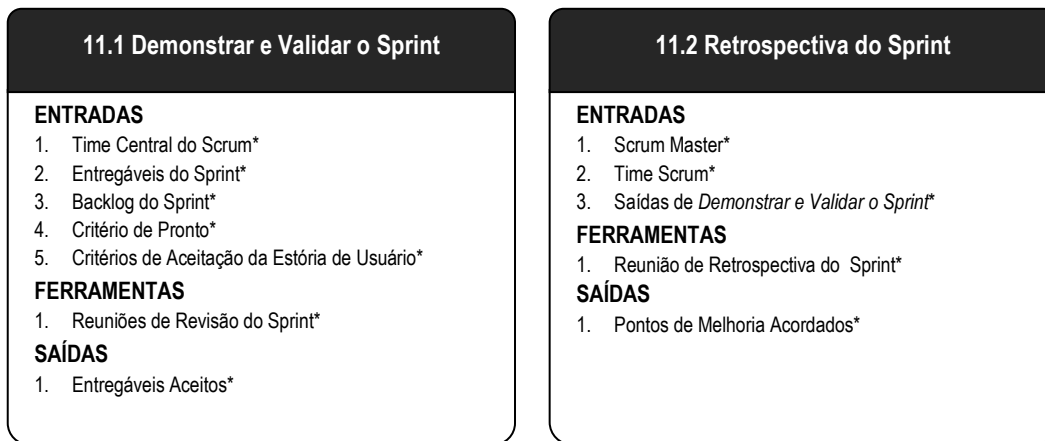 11.1 Demonstrar e Validar o Sprint
ENTRADAS
1. Time Central do Scrum*
2. Entregáveis do Sprint*
3. Backlog do Sprint*
4. Critério de Pronto*
5. Critérios de Aceitação da Estória de Usuário*
FERRAMENTAS
1. Reuniões de Revisão do Sprint*
SAÍDAS
1. Entregáveis Aceitos*
11.2 Retrospectiva do Sprint
ENTRADAS
1. Scrum Master*
2. Time Scrum*
3. Saídas de Demonstrar e Validar o Sprint*
FERRAMENTAS
1. Reunião de Retrospectiva do Sprint*
SAÍDAS
1. Pontos de Melhoria Acordados*